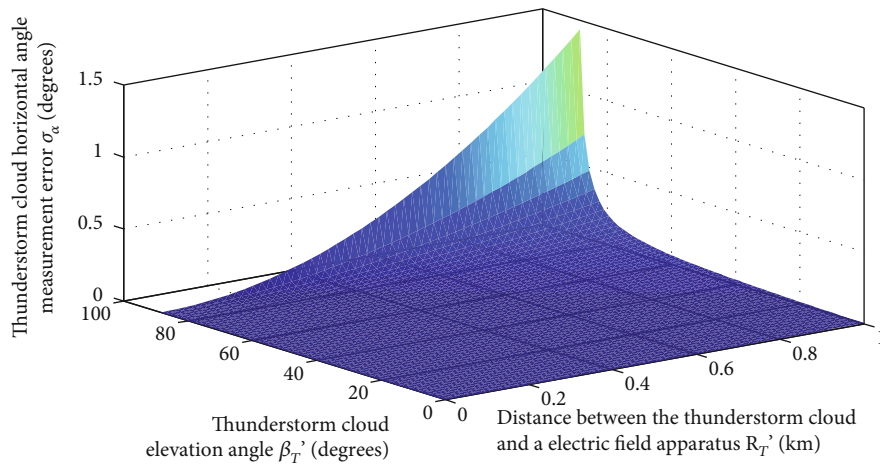 Thunderstorm cloud horizontal angle
measurement error σα (degrees)
1.5
1
0.5
0
100
80
60
40
20
0
0
0.2
0.4
0.6
0.8
1
Thunderstorm cloud
elevation angle βT’ (degrees)
Distance between the thunderstorm cloud
and a electric field apparatus RT’ (km)